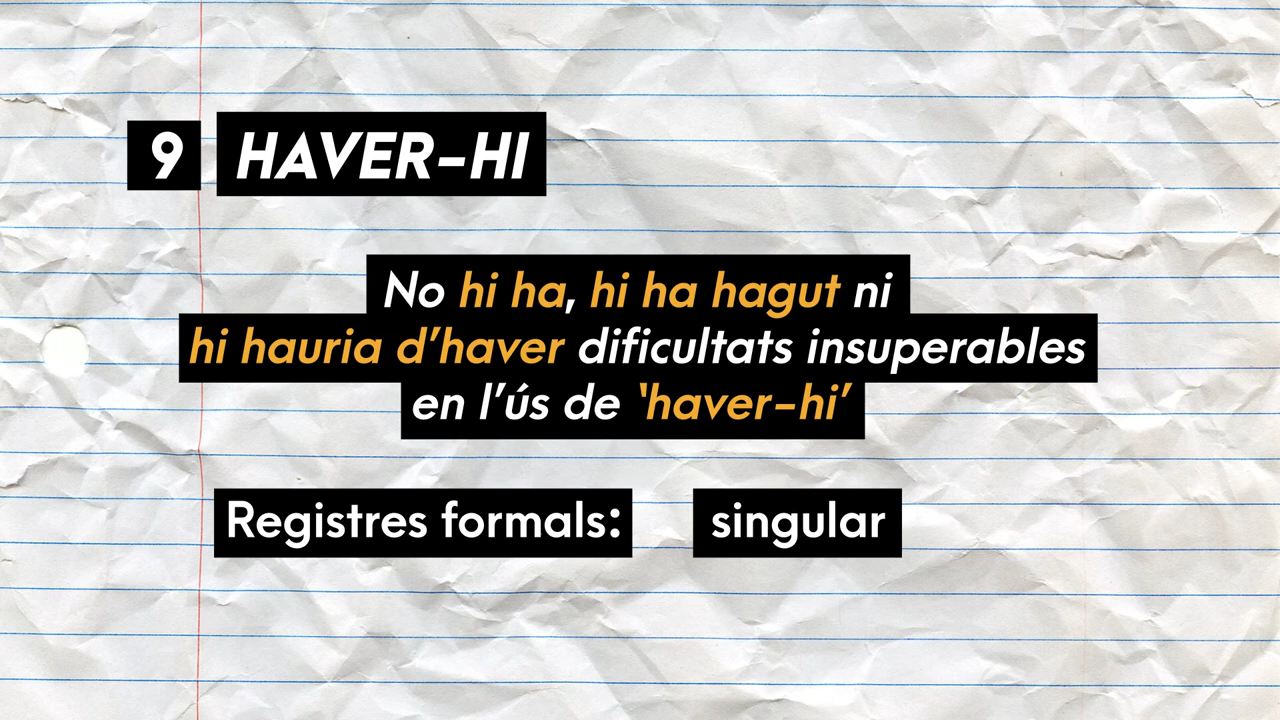 9 HAVER-HI
No hi ha, hi ha hagut ni
hi hauria d’haver dificultats insuperables
en l’ús de ‘haver-hi’
Registres formals: singular